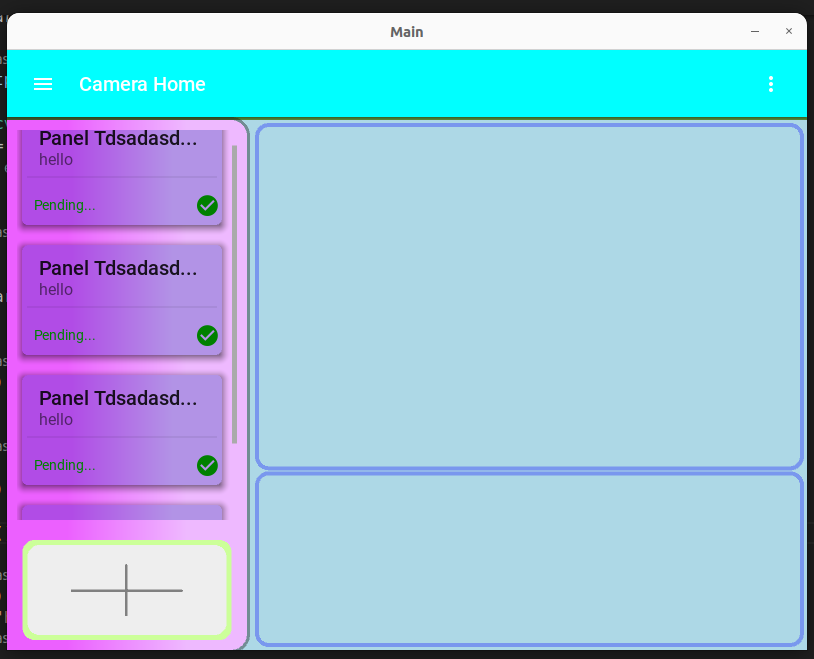 Main
Camera Home
Panel Tdsadasd...
hello
Pending...
Panel Tdsadasd...
hello
Pending...
Panel Tdsadasd...
hello
Pending...